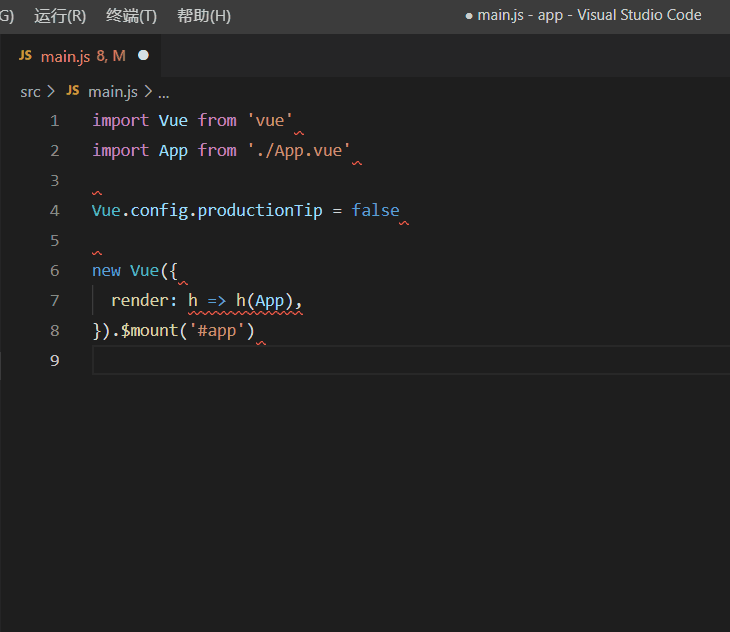 G) 运行(R) 终端(T) 帮助(H) ● main.js - app - Visual Studio Code
JS main.js 8, M ●
src > JS main.js > ...
1 import Vue from 'vue'
2 import App from './App.vue'
3
4 Vue.config.productionTip = false
5
6 new Vue({
7 render: h => h(App),
8 }).$mount('#app')
9